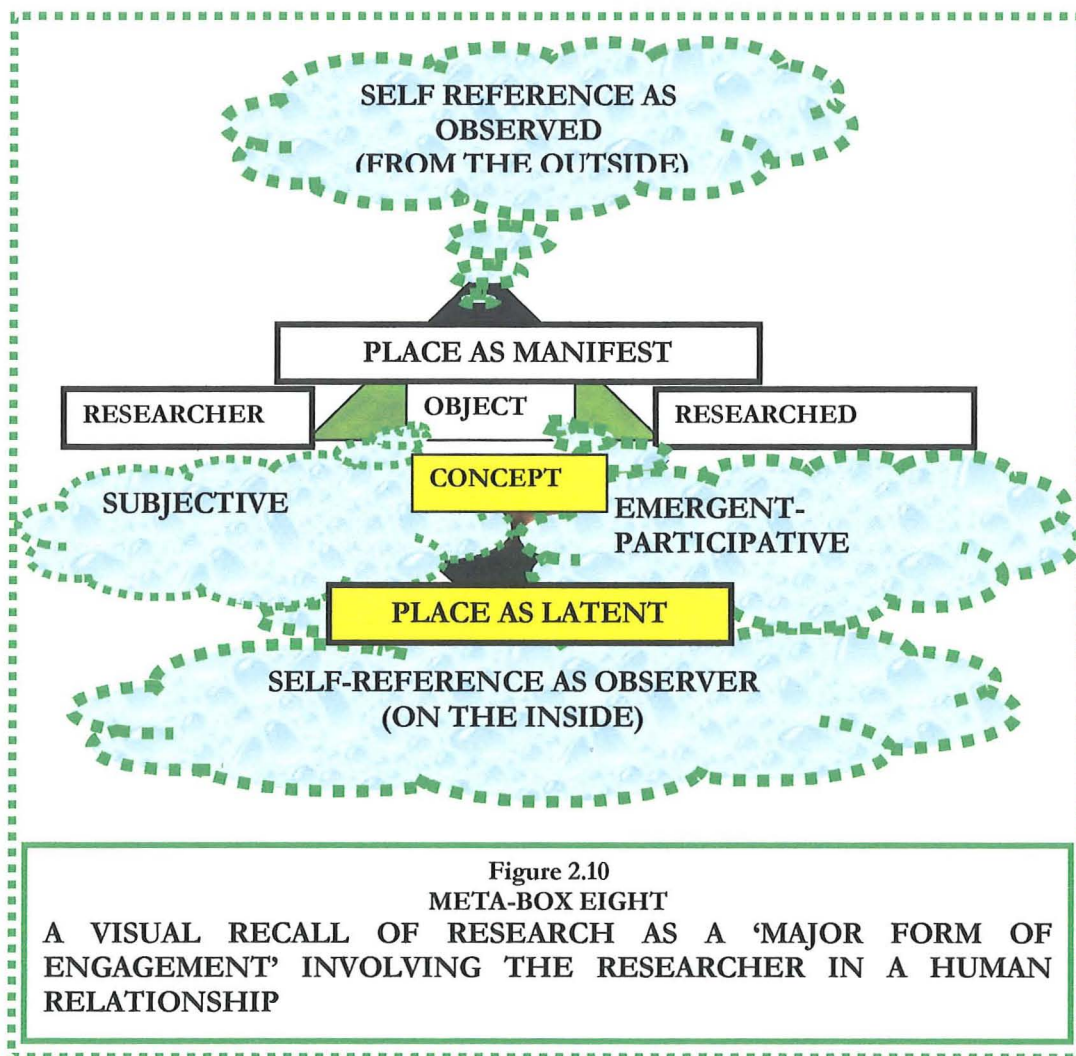 SELF REFERENCE AS
OBSERVED
(FROM THE OUTSIDE)
PLACE AS MANIFEST
RESEARCHER
OBJECT
RESEARCHED
CONCEPT
SUBJECTIVE
EMERGENT-
PARTICIPATIVE
PLACE AS LATENT
SELF-REFERENCE AS OBSERVER
(ON THE INSIDE)
Figure 2.10
META-BOX EIGHT
A VISUAL RECALL OF RESEARCH AS A ‘MAJOR FORM OF
ENGAGEMENT’ INVOLVING THE RESEARCHER IN A HUMAN
RELATIONSHIP